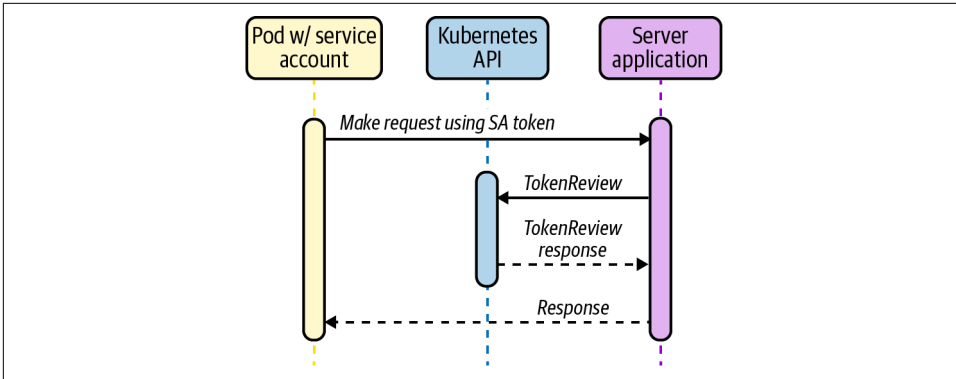 Pod w/ service
account
Kubernetes
API
Server
application
Make request using SA token
TokenReview
TokenReview
response
Response